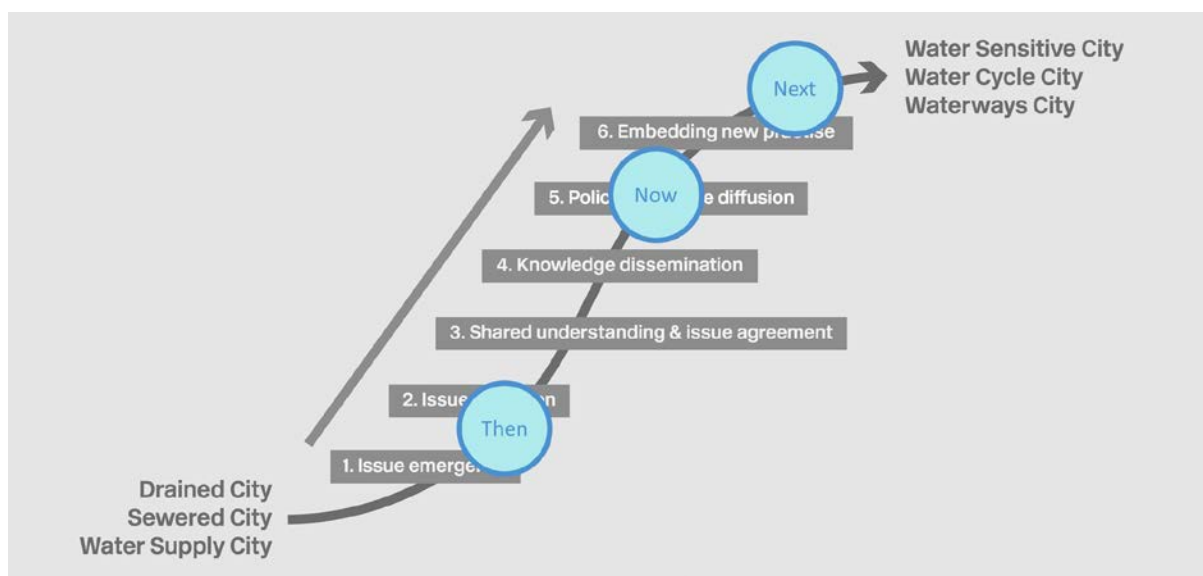 Water Sensitive City
Water Cycle City
Waterways City
Next
6. Embedding new practise
5. Polic
Now
e diffusion
4. Knowledge dissemination
3. Shared understanding & issue agreement
2. Issue
n
Then
1. Issue emerge
Drained City
Sewered City
Water Supply City